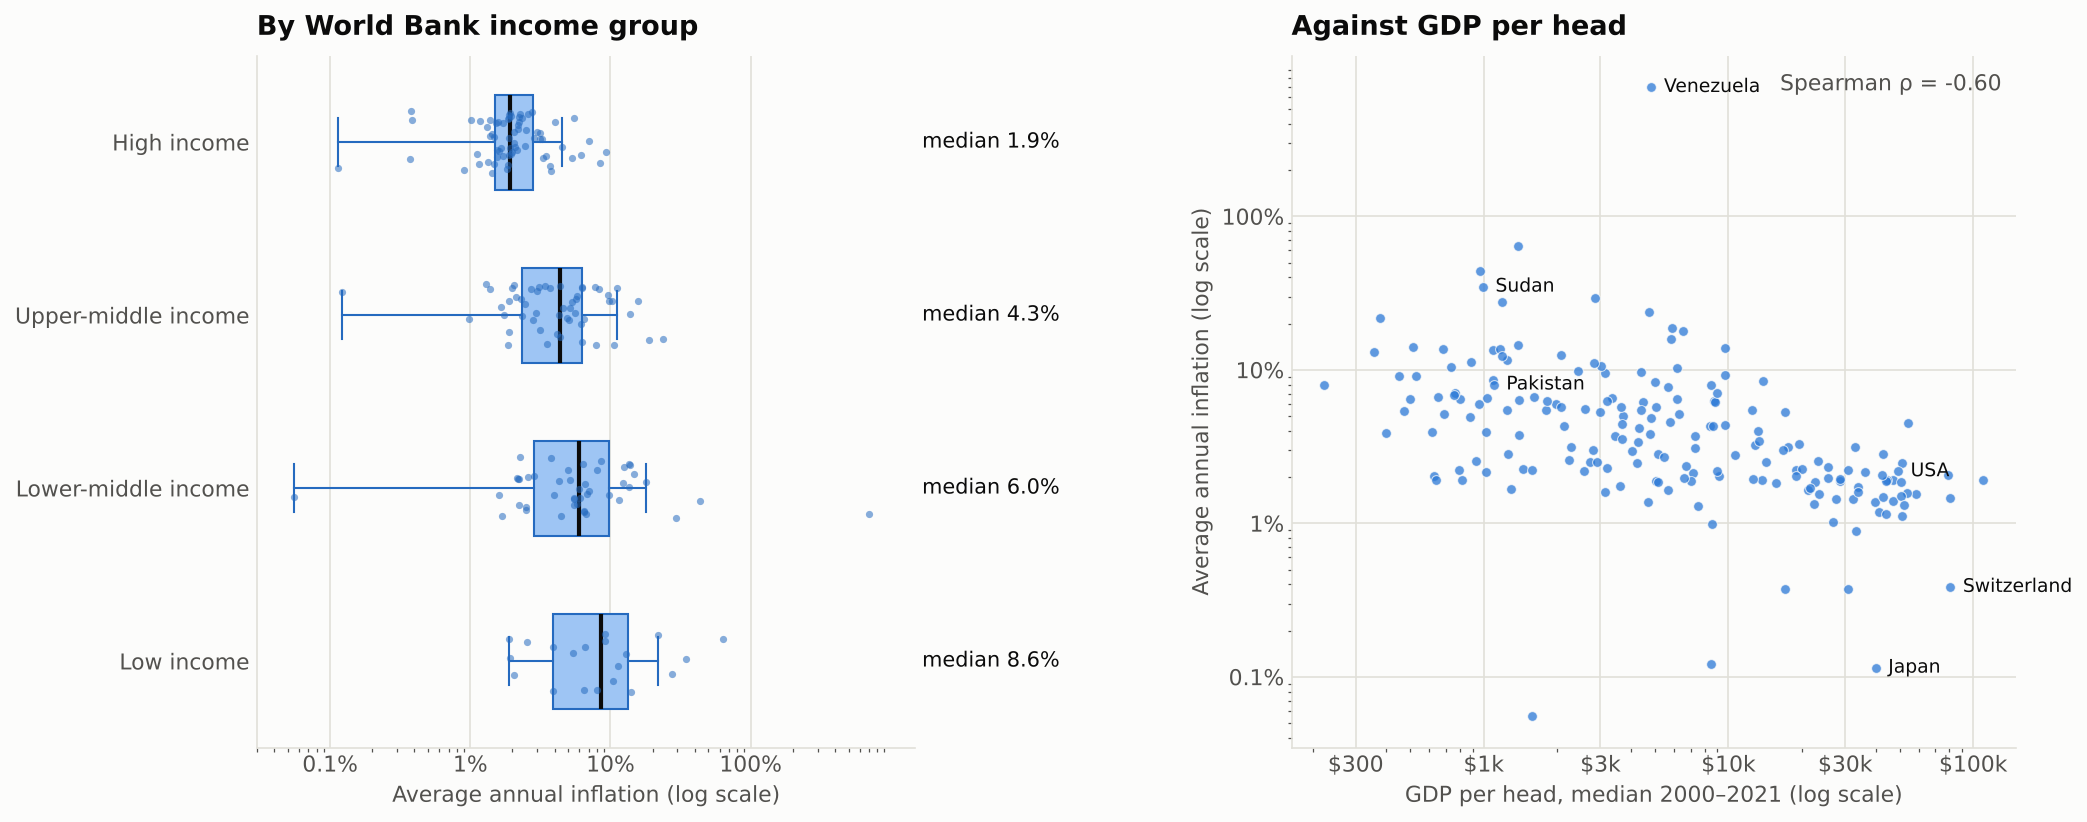 By World Bank income group
High income
median 1.9%
Upper-middle income
median 4.3%
Lower-middle income
median 6.0%
Low income
median 8.6%
0.1% 1% 10% 100%
Average annual inflation (log scale)
Against GDP per head
Venezuela
Spearman ρ = -0.60
Average annual inflation (log scale)
100%
10%
1%
0.1%
Sudan
Pakistan
USA
Switzerland
Japan
$300 $1k $3k $10k $30k $100k
GDP per head, median 2000–2021 (log scale)